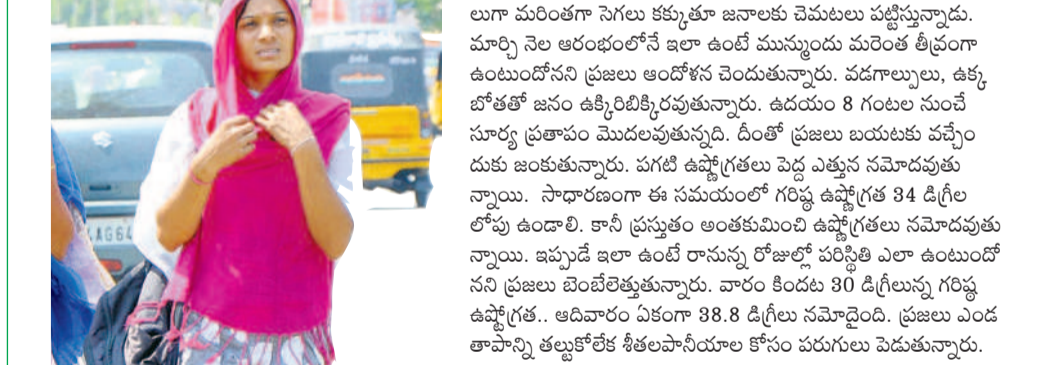 లుగా మరింతగా సెగలు కక్కుతూ జనాలకు చెమటలు పట్టిస్తున్నాడు.
మార్చి నెల ఆరంభంలోనే ఇలా ఉంటే మున్ముందు మరెంత తీవ్రంగా
ఉంటుందోనని ప్రజలు ఆందోళన చెందుతున్నారు. వడగాల్పులు, ఉక్క
బోతతో జనం ఉక్కిరిబిక్కిరవుతున్నారు. ఉదయం 8 గంటల నుంచే
సూర్య ప్రతాపం మొదలవుతున్నది. దీంతో ప్రజలు బయటకు వచ్చేం
దుకు జంకుతున్నారు. పగటి ఉష్ణోగ్రతలు పెద్ద ఎత్తున నమోదవుతు
న్నాయి. సాధారణంగా ఈ సమయంలో గరిష్ఠ ఉష్ణోగ్రత 34 డిగ్రీల
లోపు ఉండాలి. కానీ ప్రస్తుతం అంతకుమించి ఉష్ణోగ్రతలు నమోదవుతు
న్నాయి. ఇప్పుడే ఇలా ఉంటే రానున్న రోజుల్లో పరిస్థితి ఎలా ఉంటుందో
నని ప్రజలు బెంబేలెత్తుతున్నారు. వారం కిందట 30 డిగ్రీలున్న గరిష్ఠ
ఉష్ణోగ్రత.. ఆదివారం ఏకంగా 38.8 డిగ్రీలు నమోదైంది. ప్రజలు ఎండ
తాపాన్ని తట్టుకోలేక శీతలపానీయాల కోసం పరుగులు పెడుతున్నారు.